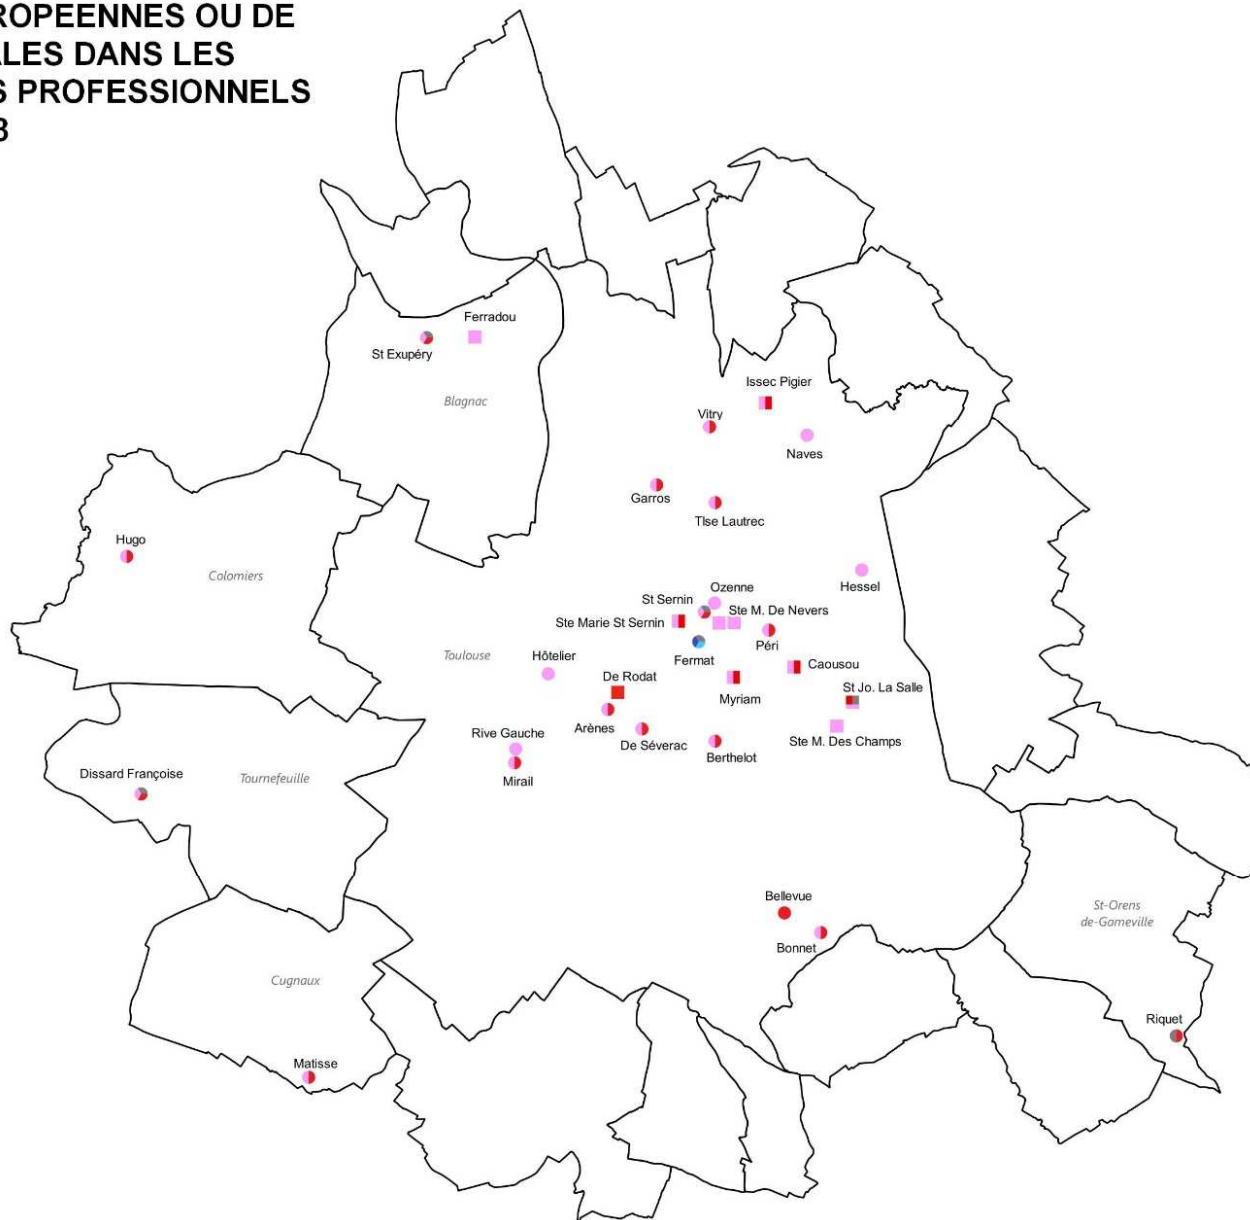 ROPEENNES OU DE
ALES DANS LES
S PROFESSIONNELS
Ferradou
St Exupéry
Blagnac
Issec Pigier
Vitry
Naves
Garros
Tlse Lautrec
Hugo
Colomiers
Hessel
Ozenne
St Sernin
Ste M. De Nevers
Ste Marie St Sernin
Péri
Toulouse
Hôtelier
Fermat
Caousou
De Rodat
Myriam
St Jo. La Salle
Arènes
Rive Gauche
De Séverac
Ste M. Des Champs
Berthelot
Mirail
Dissard Françoise
Tournefeuille
Bellevue
St-Orens
de-Gameville
Bonnet
Cugnaux
Riquet
Matisse